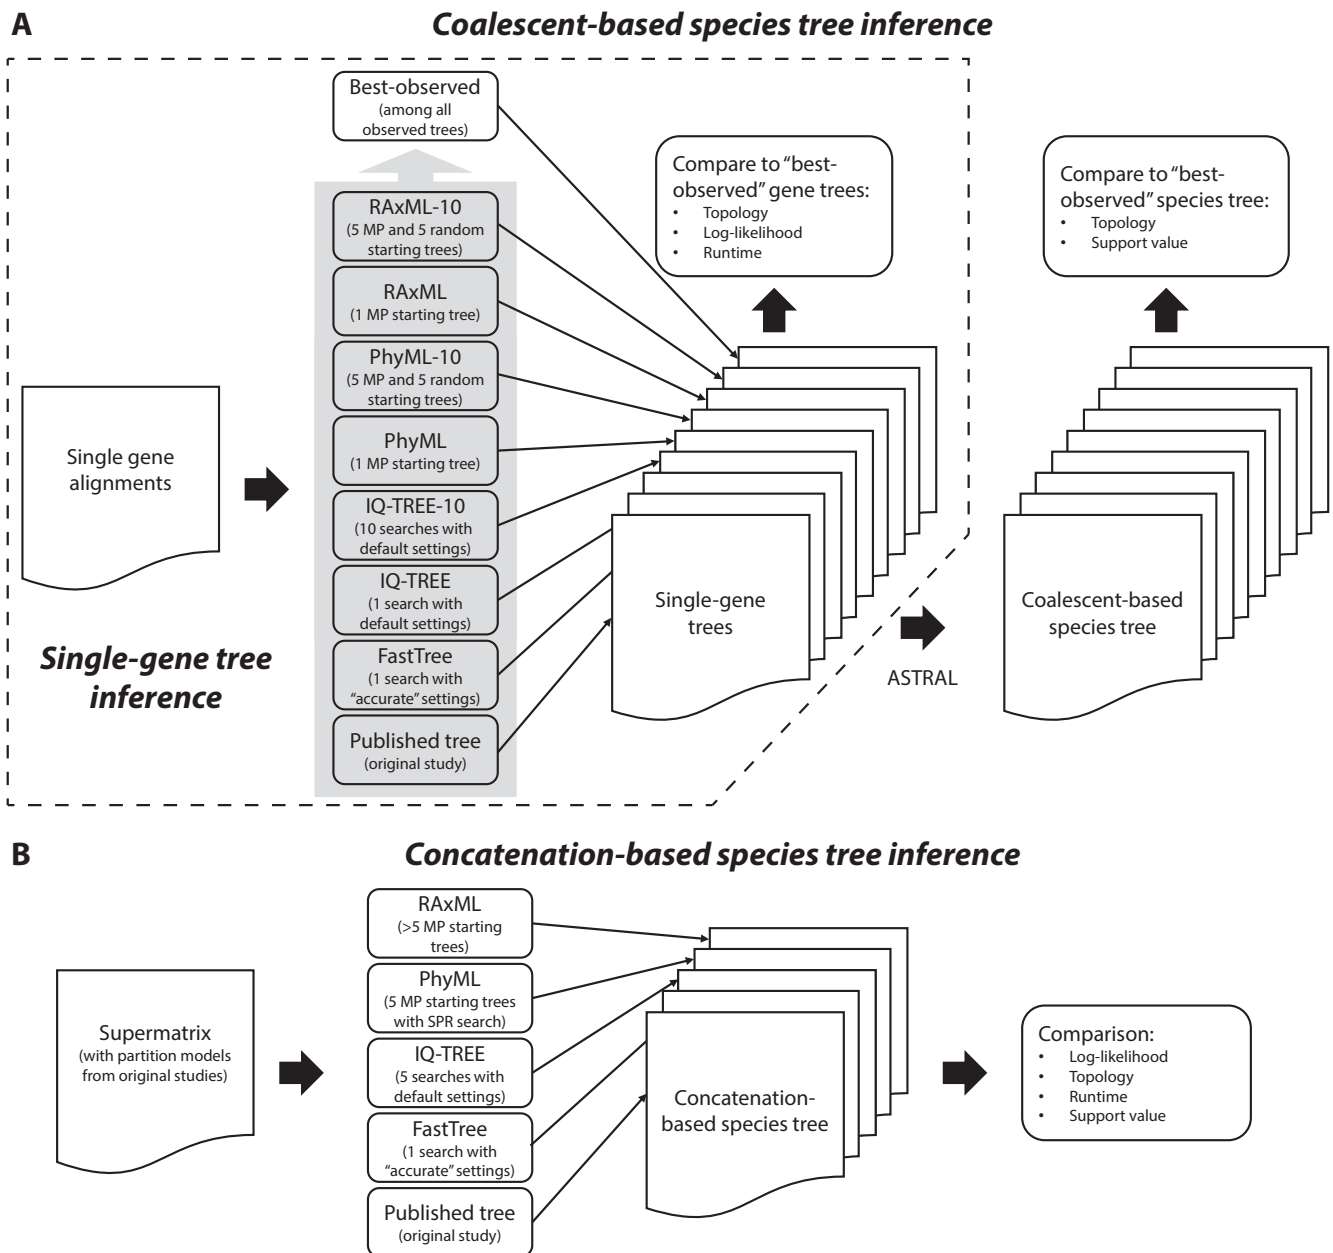 A
Coalescent-based species tree inference
Best-observed
(among all
observed trees)
RAxML-10
(5 MP and 5 random
starting trees)
RAxML
(1 MP starting tree)
PhyML-10
(5 MP and 5 random
starting trees)
PhyML
(1 MP starting tree)
IQ-TREE-10
(10 searches with
default settings)
IQ-TREE
(1 search with
default settings)
FastTree
(1 search with
“accurate” settings)
Published tree
(original study)
Single gene
alignments
Single-gene tree
inference
Compare to “best-
observed” gene trees:
• Topology
• Log-likelihood
• Runtime
Single-gene
trees
ASTRAL
Compare to “best-
observed” species tree:
• Topology
• Support value
Coalescent-based
species tree
B
Concatenation-based species tree inference
Supermatrix
(with partition models
from original studies)
RAxML
(>5 MP starting
trees)
PhyML
(5 MP starting trees
with SPR search)
IQ-TREE
(5 searches with
default settings)
FastTree
(1 search with
“accurate” settings)
Published tree
(original study)
Concatenation-
based species tree
Comparison:
• Log-likelihood
• Topology
• Runtime
• Support value